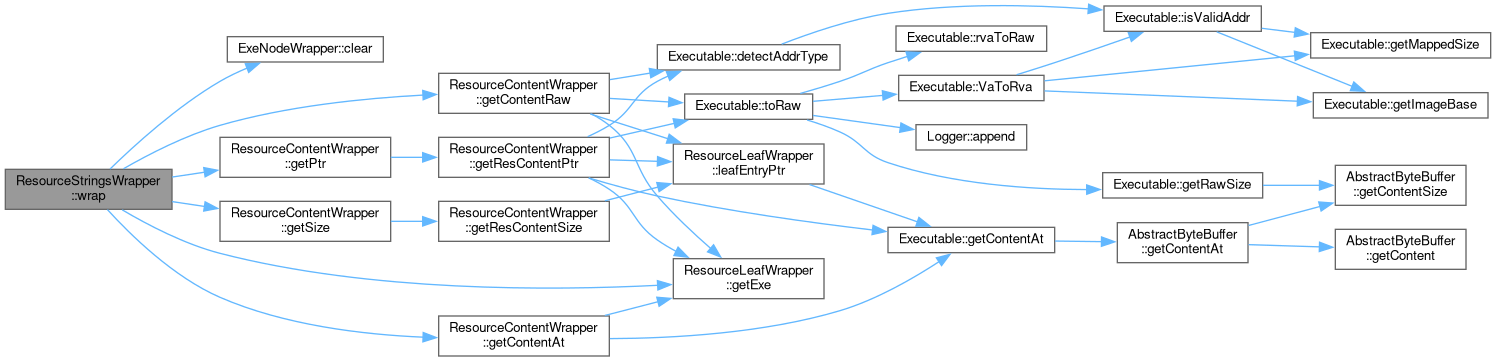 ResourceStringsWrapper
::wrap
ExeNodeWrapper::clear
ResourceContentWrapper
::getPtr
ResourceContentWrapper
::getSize
ResourceContentWrapper
::getContentRaw
ResourceContentWrapper
::getResContentPtr
ResourceContentWrapper
::getResContentSize
ResourceContentWrapper
::getContentAt
Executable::detectAddrType
Executable::toRaw
ResourceLeafWrapper
::leafEntryPtr
ResourceLeafWrapper
::getExe
Executable::rvaToRaw
Executable::VaToRva
Logger::append
Executable::getContentAt
Executable::isValidAddr
Executable::getRawSize
AbstractByteBuffer
::getContentAt
Executable::getMappedSize
Executable::getImageBase
AbstractByteBuffer
::getContentSize
AbstractByteBuffer
::getContent